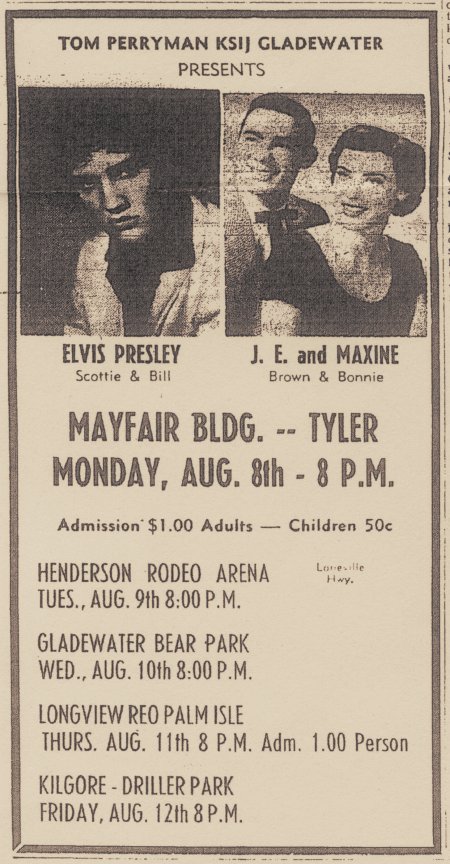 TOM PERRYMAN KSIJ GLADEWATER
PRESENTS
ELVIS PRESLEY
Scottie & Bill
J. E. and MAXINE
Brown & Bonnie
MAYFAIR BLDG. -- TYLER
MONDAY, AUG. 8th - 8 P.M.
Admission $1.00 Adults — Children 50c
HENDERSON RODEO ARENA
Hwy.
TUES., AUG. 9th 8:00 P.M.
GLADEWATER BEAR PARK
WED., AUG. 10th 8:00 P.M.
LONGVIEW REO PALM ISLE
THURS. AUG. 11th 8 P.M. Adm. 1.00 Person
KILGORE - DRILLER PARK
FRIDAY, AUG. 12th 8 P.M.